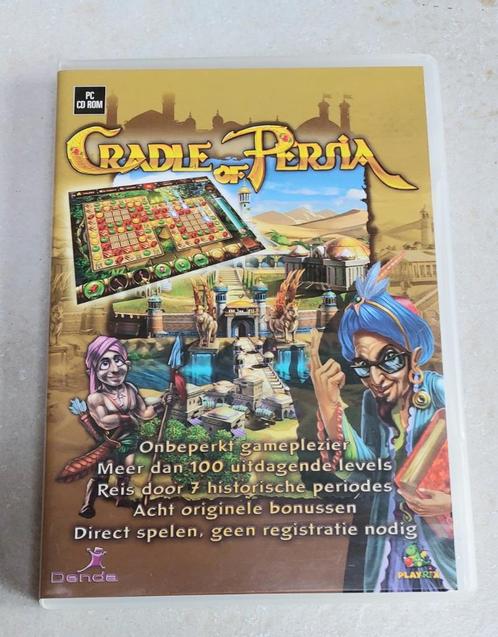 PC
CD ROM
CRADLE OF PERSIA
Onbeperkt gameplezier
Meer dan 100 uitdagende levels
Reis door 7 historische periodes
Acht originele bonussen
Direct spelen, geen registratie nodig
Denda
PLAYRIX